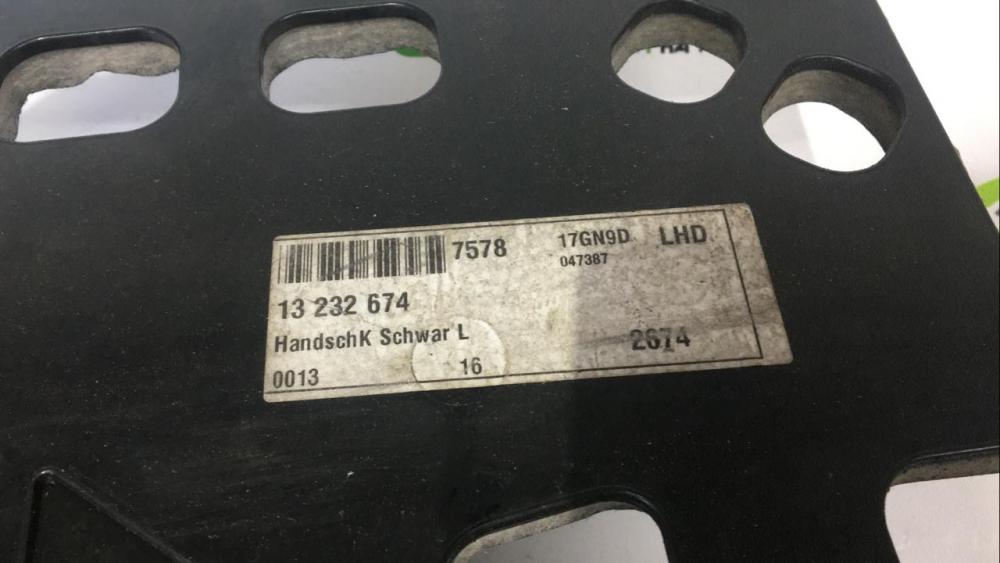 7578 17GN9D LHD
047387
13 232 674
HandschK Schwar L
2674
0013 16